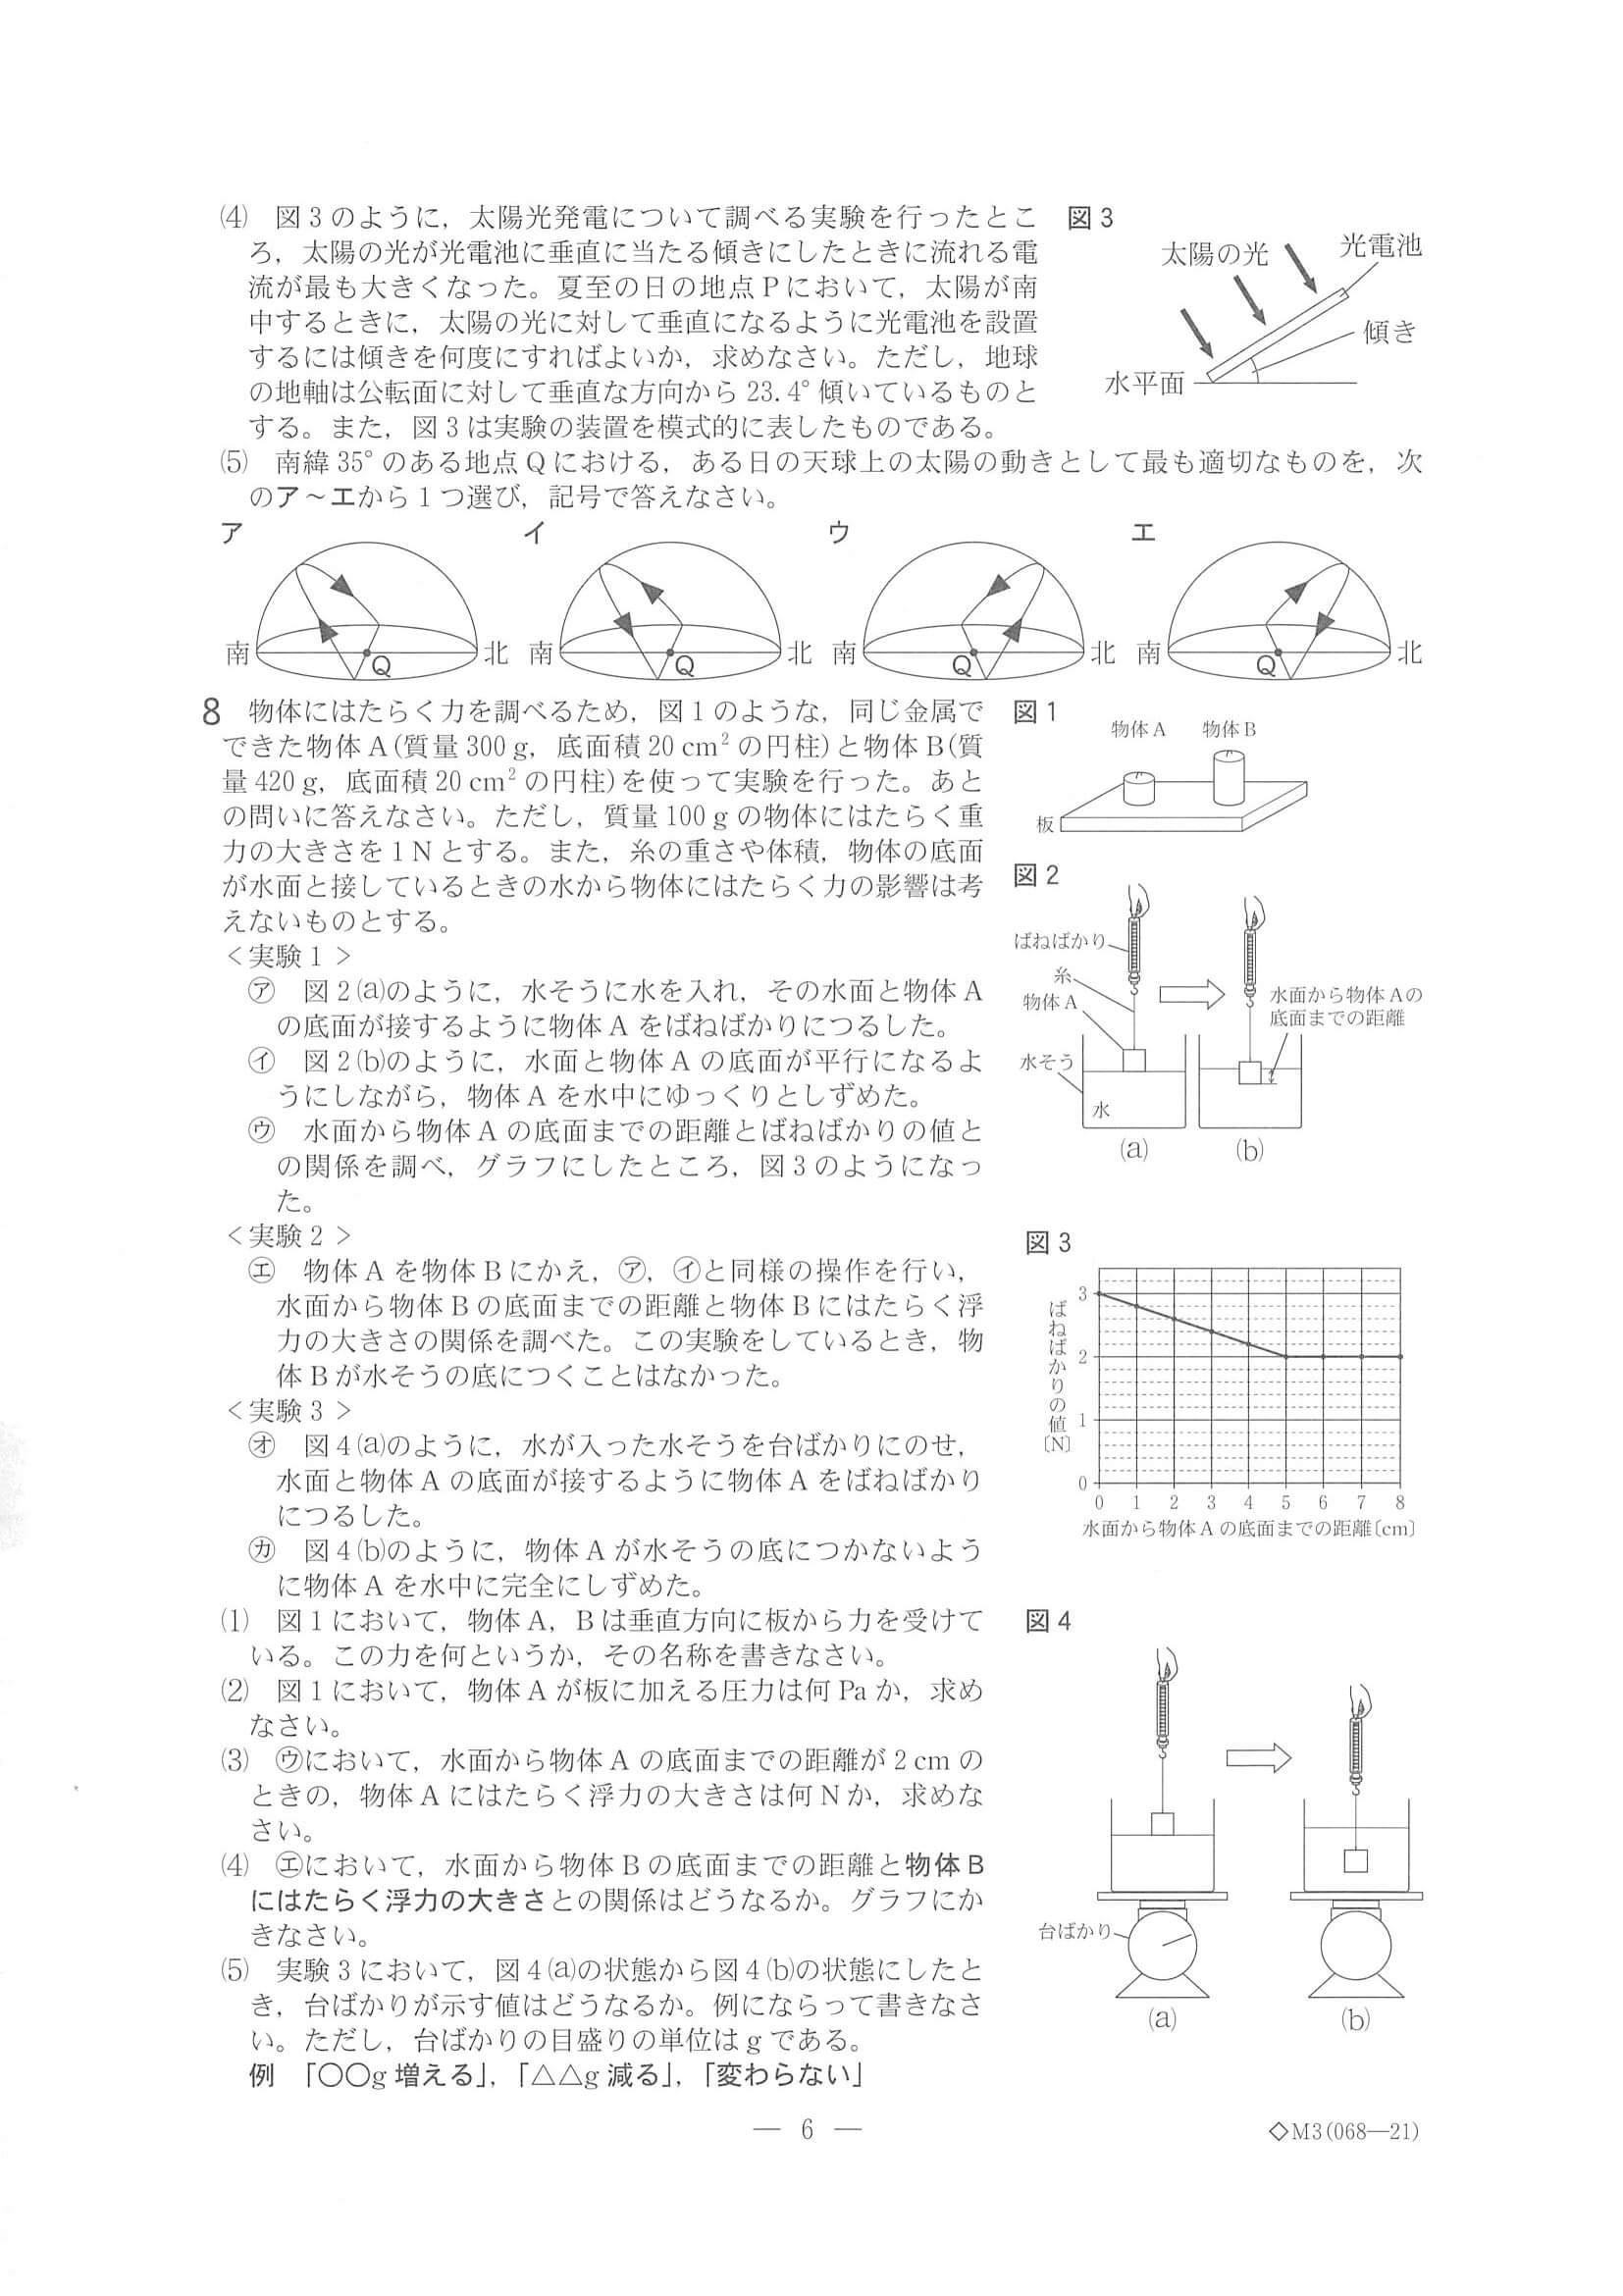 ⑷ 図3のように，太陽光発電について調べる実験を行ったとこ
ろ，太陽の光が光電池に垂直に当たる傾きにしたときに流れる電
流が最も大きくなった。夏至の日の地点Pにおいて，太陽が南
中するときに，太陽の光に対して垂直になるように光電池を設置
するには傾きを何度にすればよいか，求めなさい。ただし，地球
の地軸は公転面に対して垂直な方向から23.4°傾いているものと
する。また，図3は実験の装置を模式的に表したものである。
図3
太陽の光
光電池
傾き
水平面
⑸ 南緯35°のある地点Qにおける，ある日の天球上の太陽の動きとして最も適切なものを，次
のア～エから1つ選び，記号で答えなさい。
ア イ ウ エ
南 Q 北 南 Q 北 南 Q 北 南 Q 北
8 物体にはたらく力を調べるため，図1のような，同じ金属で
できた物体A(質量300g，底面積20cm²の円柱)と物体B(質
量420g，底面積20cm²の円柱)を使って実験を行った。あと
の問いに答えなさい。ただし，質量100gの物体にはたらく重
力の大きさを1Nとする。また，糸の重さや体積，物体の底面
が水面と接しているときの水から物体にはたらく力の影響は考
えないものとする。
＜実験1＞
㋐ 図2⒜のように，水そうに水を入れ，その水面と物体A
の底面が接するように物体Aをばねばかりにつるした。
㋑ 図2⒝のように，水面と物体Aの底面が平行になるよ
うにしながら，物体Aを水中にゆっくりとしずめた。
㋒ 水面から物体Aの底面までの距離とばねばかりの値と
の関係を調べ，グラフにしたところ，図3のようになっ
た。
＜実験2＞
㋓ 物体Aを物体Bにかえ，㋐，㋑と同様の操作を行い，
水面から物体Bの底面までの距離と物体Bにはたらく浮
力の大きさの関係を調べた。この実験をしているとき，物
体Bが水そうの底につくことはなかった。
＜実験3＞
㋔ 図4⒜のように，水が入った水そうを台ばかりにのせ，
水面と物体Aの底面が接するように物体Aをばねばかり
につるした。
㋕ 図4⒝のように，物体Aが水そうの底につかないよう
に物体Aを水中に完全にしずめた。
⑴ 図1において，物体A，Bは垂直方向に板から力を受けて
いる。この力を何というか，その名称を書きなさい。
⑵ 図1において，物体Aが板に加える圧力は何Paか，求め
なさい。
⑶ ㋒において，水面から物体Aの底面までの距離が2cmの
ときの，物体Aにはたらく浮力の大きさは何Nか，求めな
さい。
⑷ ㋓において，水面から物体Bの底面までの距離と物体B
にはたらく浮力の大きさとの関係はどうなるか。グラフにか
きなさい。
⑸ 実験3において，図4⒜の状態から図4⒝の状態にしたと
き，台ばかりが示す値はどうなるか。例にならって書きなさ
い。ただし，台ばかりの目盛りの単位はgである。
例 「○○g増える」，「△△g減る」，「変わらない」
図1
物体A 物体B
板
図2
ばねばかり
糸
物体A
水面から物体Aの
底面までの距離
水そう
水
⒜ ⒝
図3
ばねばかりの値〔N〕
3
2
1
0
0 1 2 3 4 5 6 7 8
水面から物体Aの底面までの距離〔cm〕
図4
台ばかり
⒜ ⒝
― 6 ―
◇M3(068―21)